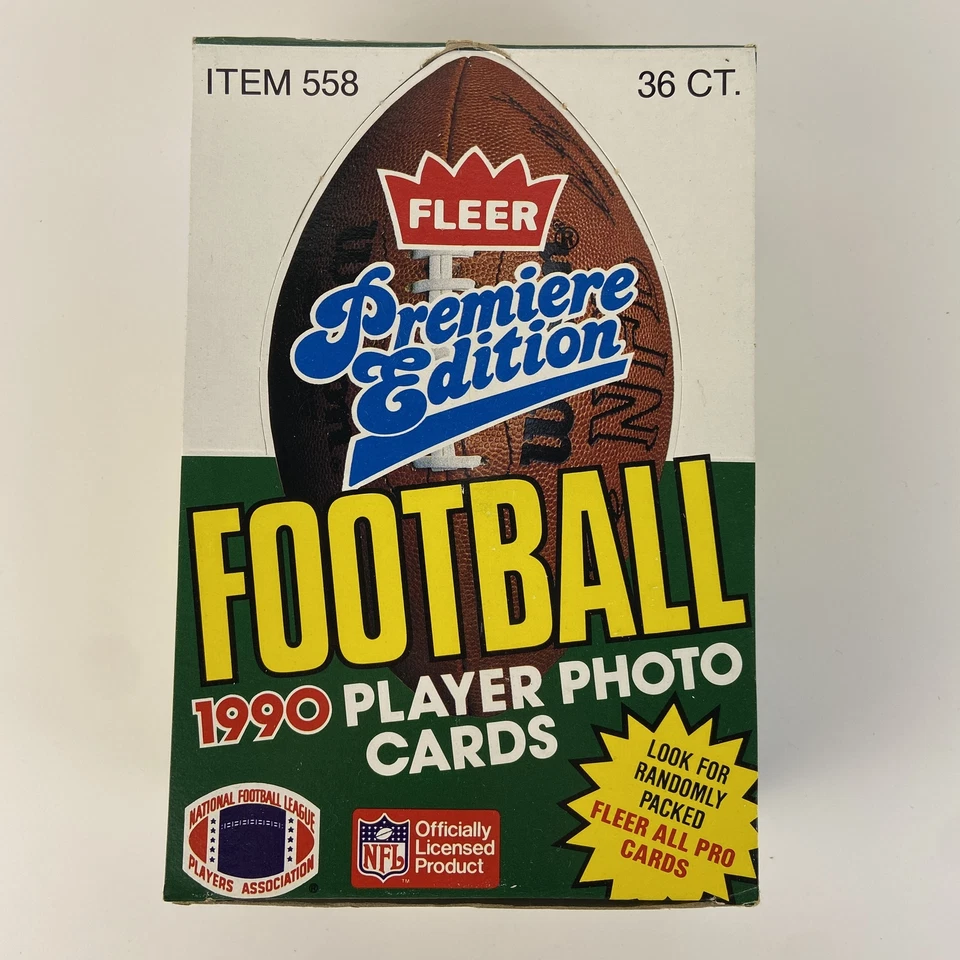 ITEM 558
36 CT.
FLEER
®
Premiere
Edition
FOOTBALL
1990 PLAYER PHOTO
CARDS
LOOK FOR
RANDOMLY
PACKED
FLEER ALL PRO
CARDS
NATIONAL FOOTBALL LEAGUE
PLAYERS ASSOCIATION
®
NFL
TM
Officially
Licensed
Product